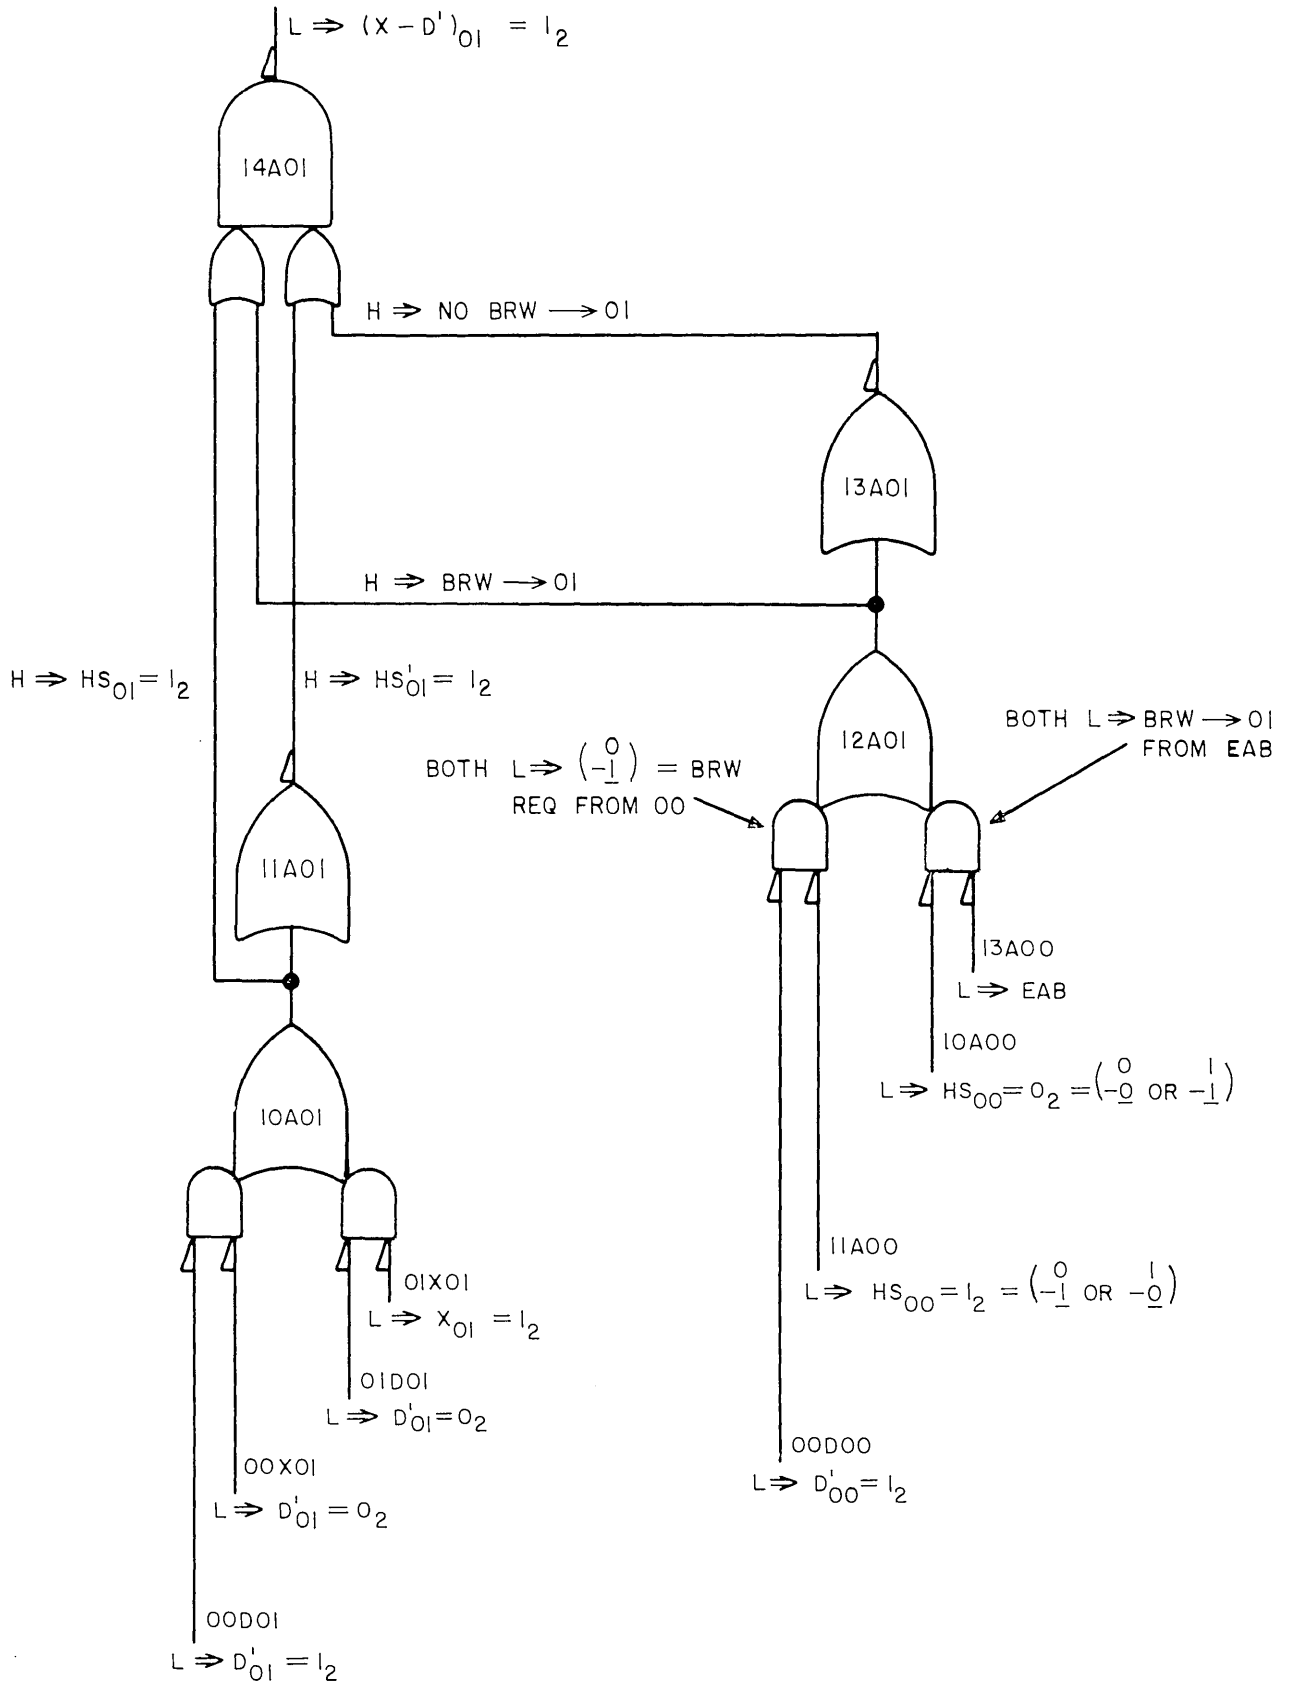 L ⇒ (X – D')₀₁ = 1₂
14A01
H ⇒ NO BRW → 01
13A01
H ⇒ BRW → 01
H ⇒ HS₀₁ = 1₂
H ⇒ HS'₀₁ = 1₂
BOTH L ⇒ BRW → 01
FROM EAB
12A01
BOTH L ⇒ (0 -1) = BRW
REQ FROM 00
11A01
13A00
L ⇒ EAB
10A00
L ⇒ HS₀₀ = 0₂ = (0 -0 OR 1 -1)
10A01
11A00
L ⇒ HS₀₀ = 1₂ = (0 -1 OR 1 -0)
01X01
L ⇒ X₀₁ = 1₂
01D01
L ⇒ D'₀₁ = 0₂
00D00
L ⇒ D'₀₀ = 1₂
00X01
L ⇒ D'₀₁ = 0₂
00D01
L ⇒ D'₀₁ = 1₂